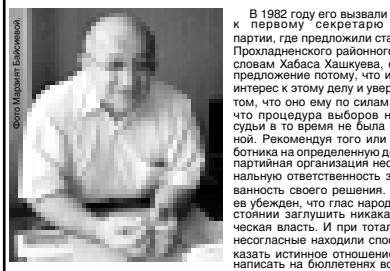 Фото Марзият Байсиевой.
В 1982 году его вызвали
к первому секретарю
партии, где предложили ста
Прохладненского районного
словам Хабаса Хашкуева, с
предложение потому, что и
интерес к этому делу и увер
том, что оно ему по силам
что процедура выборов н
судьи в то время не была
ной. Рекомендуя того или
ботника на определенную д
партийная организация нес
нальную ответственность з
ванность своего решения.
ев убежден, что глас народ
стоянии заглушить никака
ческая власть. И при тотал
несогласные находили спос
казать истинное отношени
написать на бюллетенях во